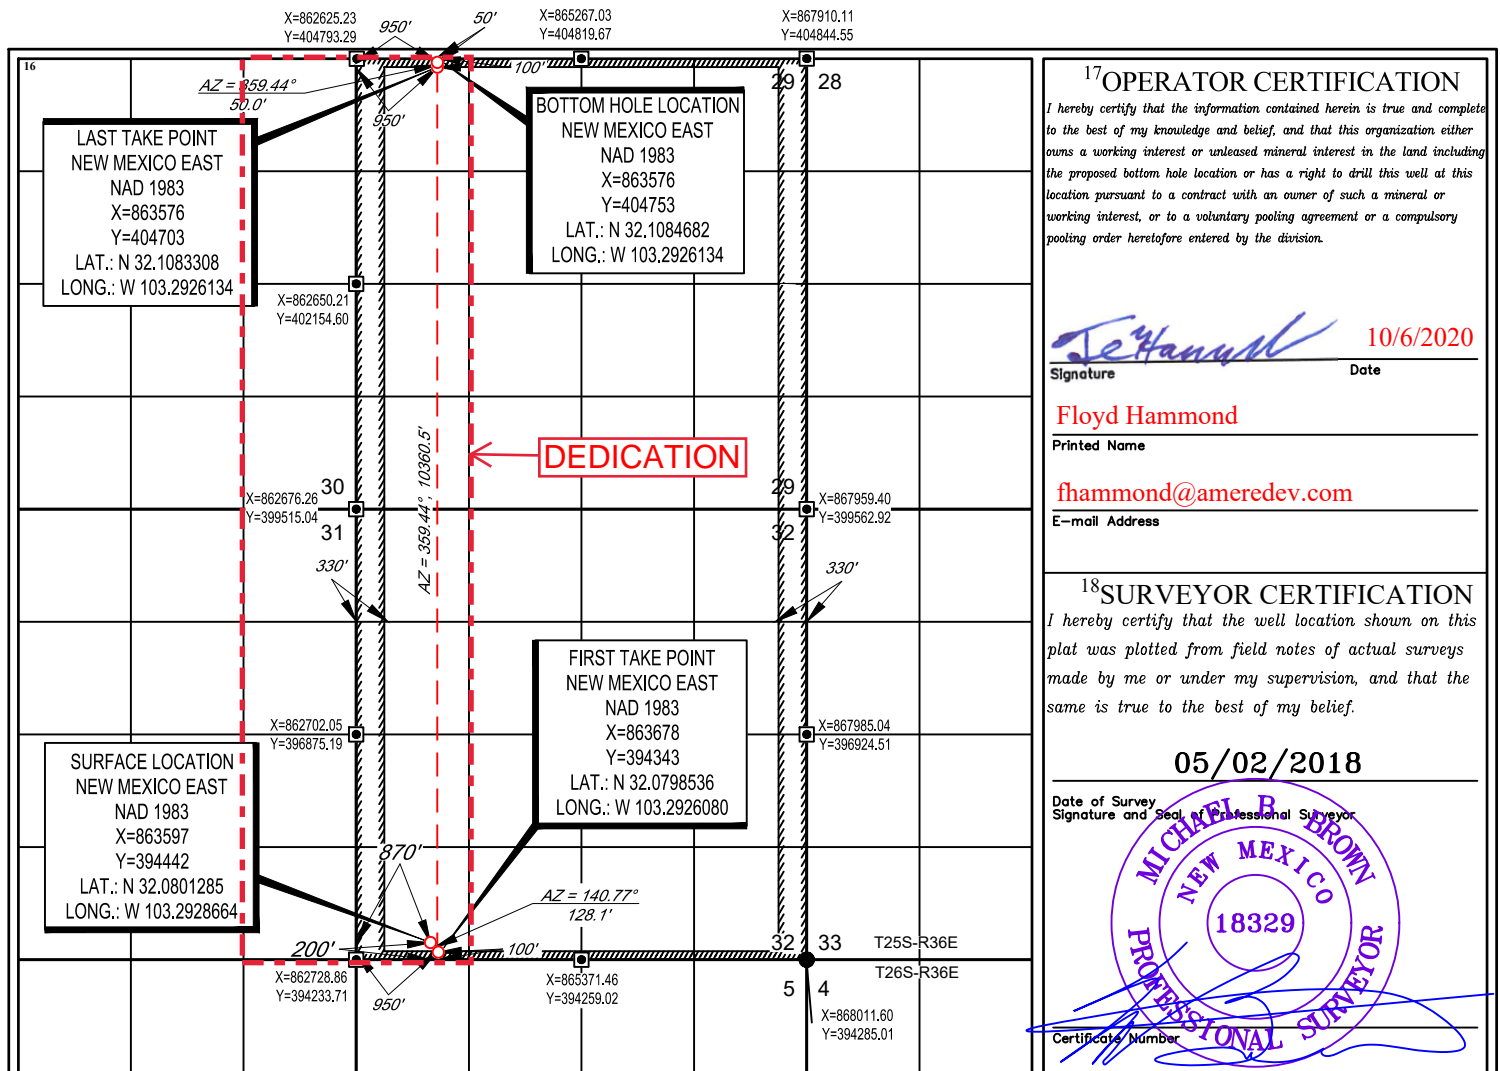 16
X=862625.23
Y=404793.29
950'
50'
X=865267.03
Y=404819.67
X=867910.11
Y=404844.55
100'
29 28
AZ = 359.44°
50.0'
950'
LAST TAKE POINT
NEW MEXICO EAST
NAD 1983
X=863576
Y=404703
LAT.: N 32.1083308
LONG.: W 103.2926134
BOTTOM HOLE LOCATION
NEW MEXICO EAST
NAD 1983
X=863576
Y=404753
LAT.: N 32.1084682
LONG.: W 103.2926134
X=862650.21
Y=402154.60
AZ = 359.44°, 10360.5'
DEDICATION
X=862676.26
Y=399515.04
30
31
29
32
X=867959.40
Y=399562.92
330'
330'
FIRST TAKE POINT
NEW MEXICO EAST
NAD 1983
X=863678
Y=394343
LAT.: N 32.0798536
LONG.: W 103.2926080
X=862702.05
Y=396875.19
X=867985.04
Y=396924.51
SURFACE LOCATION
NEW MEXICO EAST
NAD 1983
X=863597
Y=394442
LAT.: N 32.0801285
LONG.: W 103.2928664
870'
AZ = 140.77°
128.1'
200'
100'
32 33
T25S-R36E
T26S-R36E
5 4
X=862728.86
Y=394233.71
950'
X=865371.46
Y=394259.02
X=868011.60
Y=394285.01
17 OPERATOR CERTIFICATION
I hereby certify that the information contained herein is true and complete
to the best of my knowledge and belief, and that this organization either
owns a working interest or unleased mineral interest in the land including
the proposed bottom hole location or has a right to drill this well at this
location pursuant to a contract with an owner of such a mineral or
working interest, or to a voluntary pooling agreement or a compulsory
pooling order heretofore entered by the division.
10/6/2020
Signature
Date
Floyd Hammond
Printed Name
fhammond@ameredev.com
E-mail Address
18 SURVEYOR CERTIFICATION
I hereby certify that the well location shown on this
plat was plotted from field notes of actual surveys
made by me or under my supervision, and that the
same is true to the best of my belief.
05/02/2018
Date of Survey
Signature and Seal of Professional Surveyor
MICHAEL B. BROWN
NEW MEXICO
18329
PROFESSIONAL SURVEYOR
Certificate Number